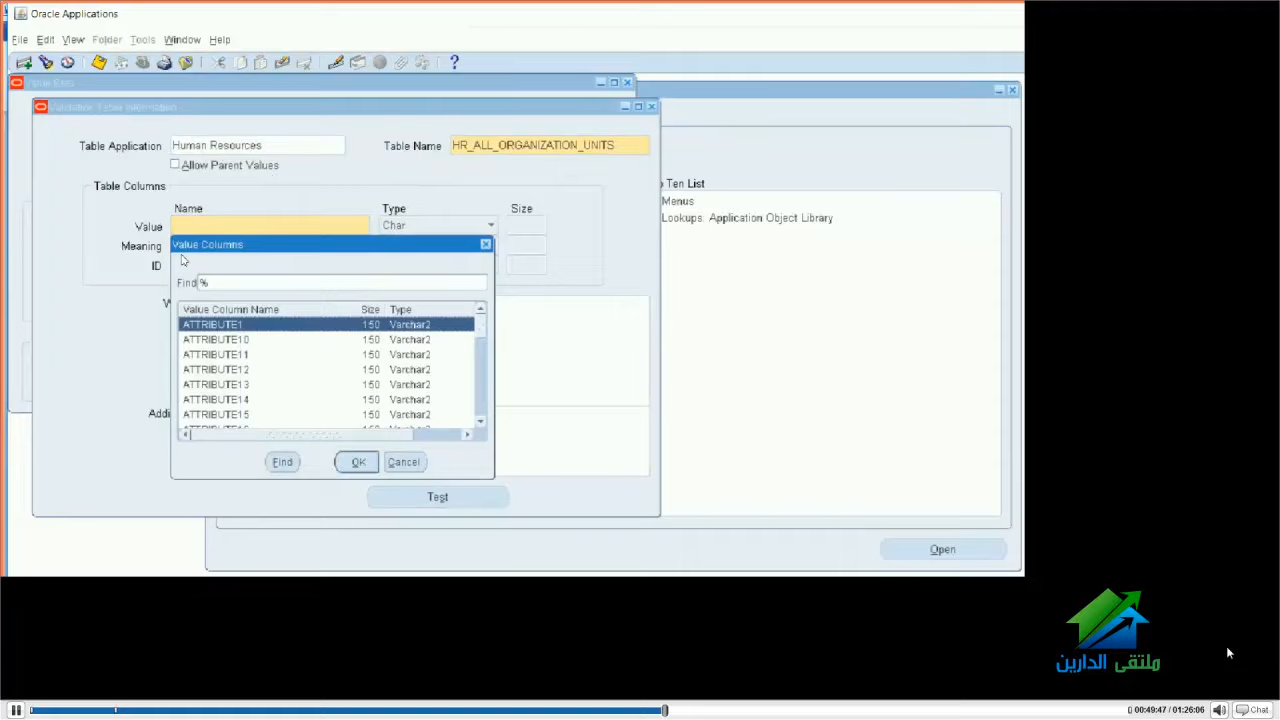 Oracle Applications
File Edit View Folder Tools Window Help
Validation Table Information
Table Application Human Resources Table Name HR_ALL_ORGANIZATION_UNITS
Allow Parent Values
Table Columns
Name Type Size
Value Char
Meaning
ID
Value Columns
Find %
Value Column Name Size Type
ATTRIBUTE1 150 Varchar2
ATTRIBUTE10 150 Varchar2
ATTRIBUTE11 150 Varchar2
ATTRIBUTE12 150 Varchar2
ATTRIBUTE13 150 Varchar2
ATTRIBUTE14 150 Varchar2
ATTRIBUTE15 150 Varchar2
Find OK Cancel
Test
Ten List
Menus
Lookups: Application Object Library
Open
ملتقى الدارين
00:49:47 / 01:26:06 Chat